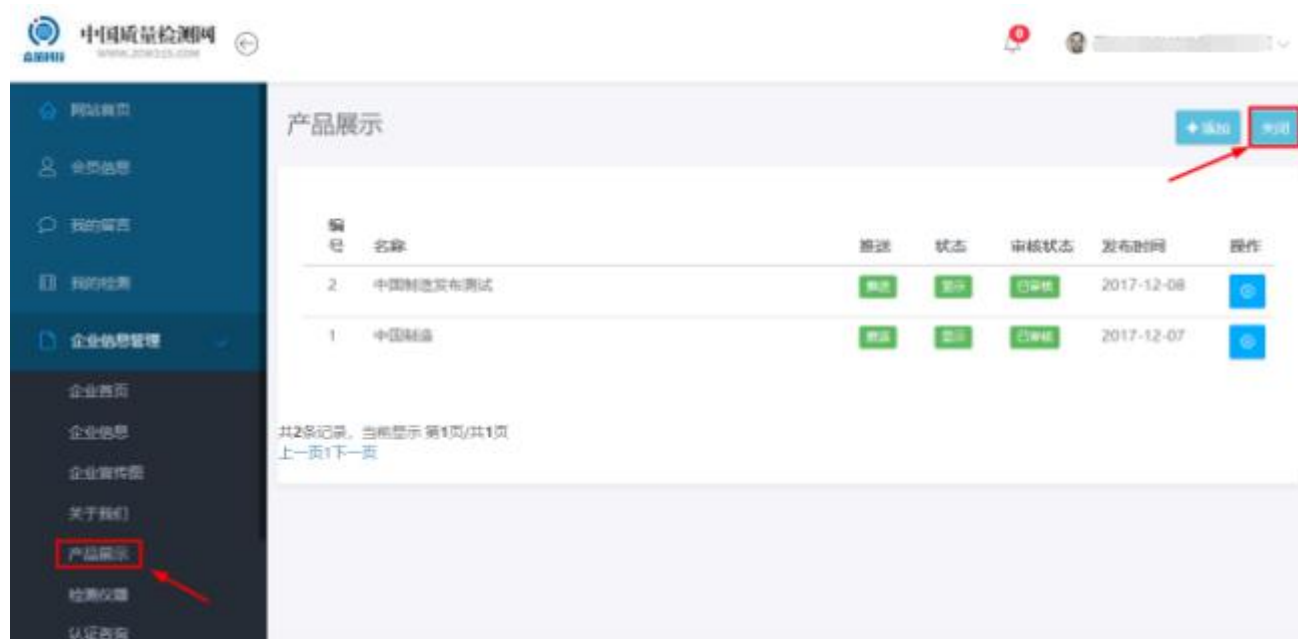 中国质量检测网
0
网站首页
会员信息
我的留言
我的检测
企业信息管理
企业首页
企业信息
企业宣传图
关于我们
产品展示
检测仪器
认证咨询
产品展示
添加
关闭
编号 名称 推送 状态 审核状态 发布时间 操作
2 中国制造发布测试 推送 显示 已审核 2017-12-08
1 中国制造 推送 显示 已审核 2017-12-07
共2条记录，当前显示 第1页/共1页
上一页1下一页